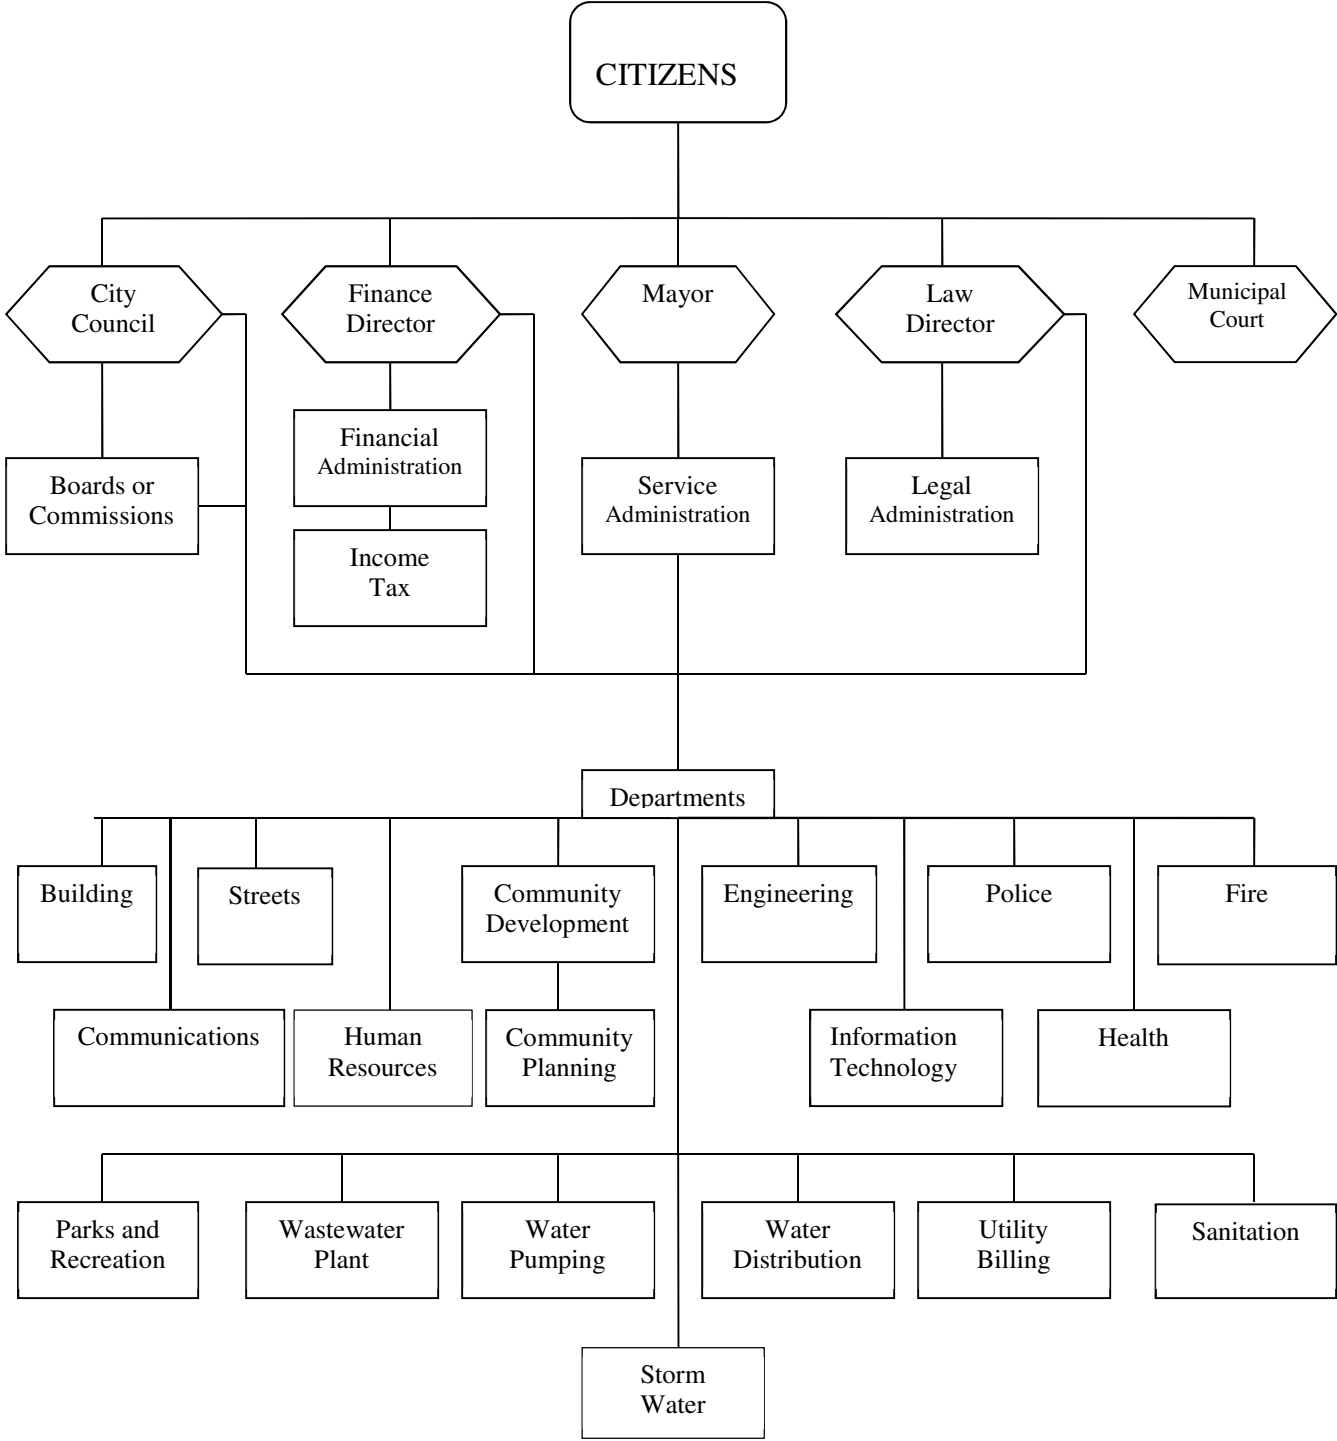 CITIZENS
City
Council
Finance
Director
Mayor
Law
Director
Municipal
Court
Boards or
Commissions
Financial
Administration
Income
Tax
Service
Administration
Legal
Administration
Departments
Building
Streets
Community
Development
Engineering
Police
Fire
Communications
Human
Resources
Community
Planning
Information
Technology
Health
Parks and
Recreation
Wastewater
Plant
Water
Pumping
Water
Distribution
Utility
Billing
Sanitation
Storm
Water